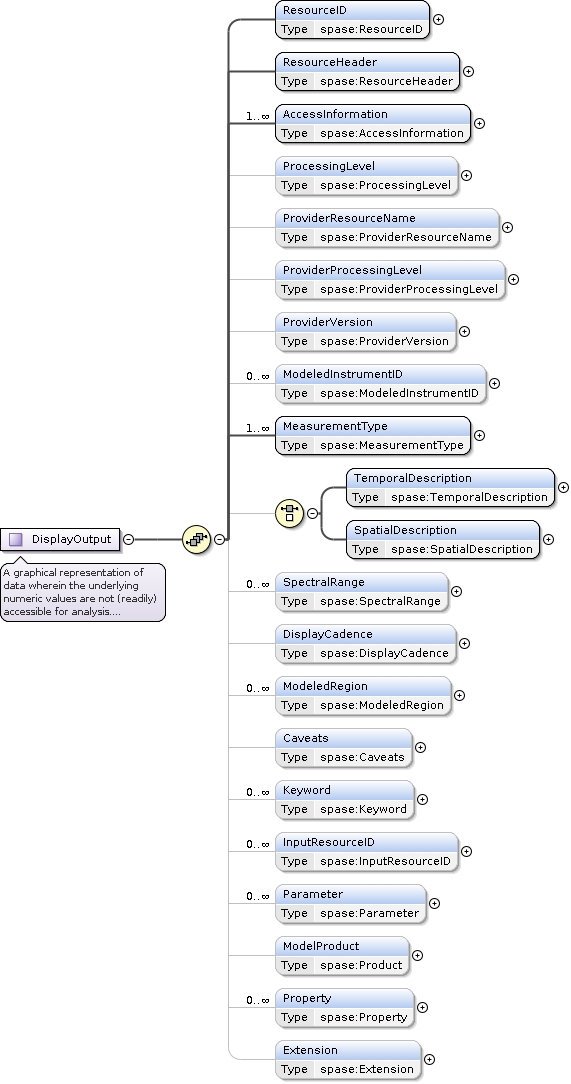 ResourceID
Type spase:ResourceID
ResourceHeader
Type spase:ResourceHeader
1..∞
AccessInformation
Type spase:AccessInformation
ProcessingLevel
Type spase:ProcessingLevel
ProviderResourceName
Type spase:ProviderResourceName
ProviderProcessingLevel
Type spase:ProviderProcessingLevel
ProviderVersion
Type spase:ProviderVersion
0..∞
ModeledInstrumentID
Type spase:ModeledInstrumentID
1..∞
MeasurementType
Type spase:MeasurementType
TemporalDescription
Type spase:TemporalDescription
SpatialDescription
Type spase:SpatialDescription
DisplayOutput
A graphical representation of
data wherein the underlying
numeric values are not (readily)
accessible for analysis....
0..∞
SpectralRange
Type spase:SpectralRange
DisplayCadence
Type spase:DisplayCadence
0..∞
ModeledRegion
Type spase:ModeledRegion
Caveats
Type spase:Caveats
0..∞
Keyword
Type spase:Keyword
0..∞
InputResourceID
Type spase:InputResourceID
0..∞
Parameter
Type spase:Parameter
ModelProduct
Type spase:Product
0..∞
Property
Type spase:Property
Extension
Type spase:Extension